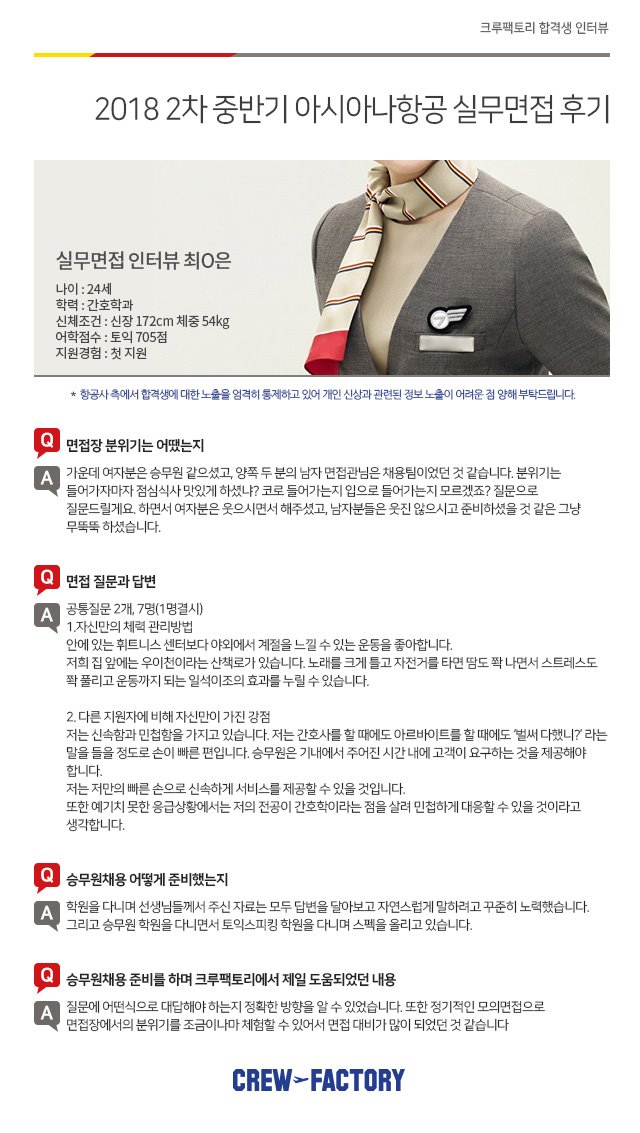 크루팩토리 합격생 인터뷰
2018 2차 중반기 아시아나항공 실무면접 후기
실무면접 인터뷰 최O은
나이 : 24세
학력 : 간호학과
신체조건 : 신장 172cm 체중 54kg
어학점수 : 토익 705점
지원경험 : 첫 지원
* 항공사 측에서 합격생에 대한 노출을 엄격히 통제하고 있어 개인 신상과 관련된 정보 노출이 어려운 점 양해 부탁드립니다.
Q 면접장 분위기는 어땠는지
A 가운데 여자분은 승무원 같으셨고, 양쪽 두 분의 남자 면접관님은 채용팀이었던 것 같습니다. 분위기는
들어가자마자 점심식사 맛있게 하셨나? 코로 들어가는지 입으로 들어가는지 모르겠죠? 질문으로
질문드릴게요. 하면서 여자분은 웃으시면서 해주셨고, 남자분들은 웃진 않으시고 준비하셨을 것 같은 그냥
무뚝뚝 하셨습니다.
Q 면접 질문과 답변
A 공통질문 2개, 7명(1명결시)
1.자신만의 체력 관리방법
안에 있는 휘트니스 센터보다 야외에서 계절을 느낄 수 있는 운동을 좋아합니다.
저희 집 앞에는 우이천이라는 산책로가 있습니다. 노래를 크게 틀고 자전거를 타면 땀도 쫙 나면서 스트레스도
쫙 풀리고 운동까지 되는 일석이조의 효과를 누릴 수 있습니다.
2. 다른 지원자에 비해 자신만이 가진 강점
저는 신속함과 민첩함을 가지고 있습니다. 저는 간호사를 할 때에도 아르바이트를 할 때에도 '벌써 다했니?' 라는
말을 들을 정도로 손이 빠른 편입니다. 승무원은 기내에서 주어진 시간 내에 고객이 요구하는 것을 제공해야
합니다.
저는 저만의 빠른 손으로 신속하게 서비스를 제공할 수 있을 것입니다.
또한 예기치 못한 응급상황에서는 저의 전공이 간호학이라는 점을 살려 민첩하게 대응할 수 있을 것이라고
생각합니다.
Q 승무원채용 어떻게 준비했는지
A 학원을 다니며 선생님들께서 주신 자료는 모두 답변을 달아보고 자연스럽게 말하려고 꾸준히 노력했습니다.
그리고 승무원 학원을 다니면서 토익스피킹 학원을 다니며 스펙을 올리고 있습니다.
Q 승무원채용 준비를 하며 크루팩토리에서 제일 도움되었던 내용
A 질문에 어떤식으로 대답해야 하는지 정확한 방향을 알 수 있었습니다. 또한 정기적인 모의면접으로
면접장에서의 분위기를 조금이나마 체험할 수 있어서 면접 대비가 많이 되었던 것 같습니다
CREW FACTORY